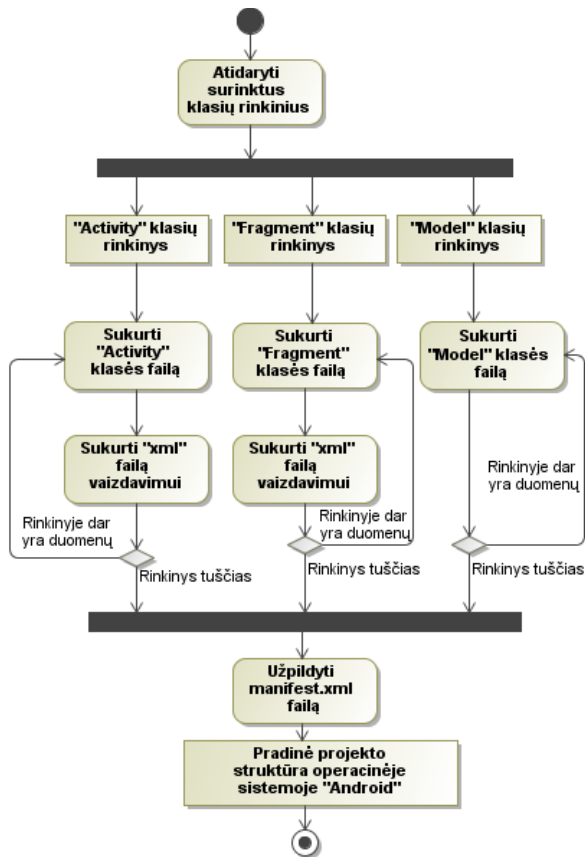 Atidaryti
surinktus
klasių rinkinius
"Activity" klasių
rinkinys
"Fragment" klasių
rinkinys
"Model" klasių
rinkinys
Sukurti
"Activity"
klasės failą
Sukurti
"Fragment"
klasės failą
Sukurti
"Model" klasės
failą
Sukurti "xml"
failą
vaizdavimui
Sukurti "xml"
failą
vaizdavimui
Rinkinyje dar
yra duomenų
Rinkinyje dar
yra duomenų
Rinkinyje dar
yra duomenų
Rinkinys tuščias
Rinkinys tuščias
Rinkinys tuščias
Užpildyti
manifest.xml
failą
Pradinė projekto
struktūra operacinėje
sistemoje "Android"